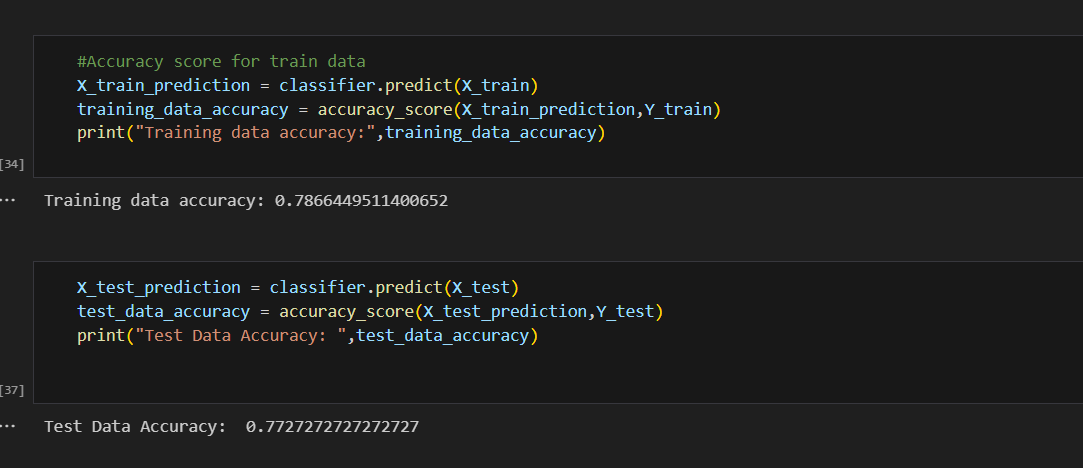 #Accuracy score for train data
X_train_prediction = classifier.predict(X_train)
training_data_accuracy = accuracy_score(X_train_prediction,Y_train)
print("Training data accuracy:",training_data_accuracy)
[34]
... Training data accuracy: 0.7866449511400652
X_test_prediction = classifier.predict(X_test)
test_data_accuracy = accuracy_score(X_test_prediction,Y_test)
print("Test Data Accuracy: ",test_data_accuracy)
[37]
... Test Data Accuracy:  0.7727272727272727